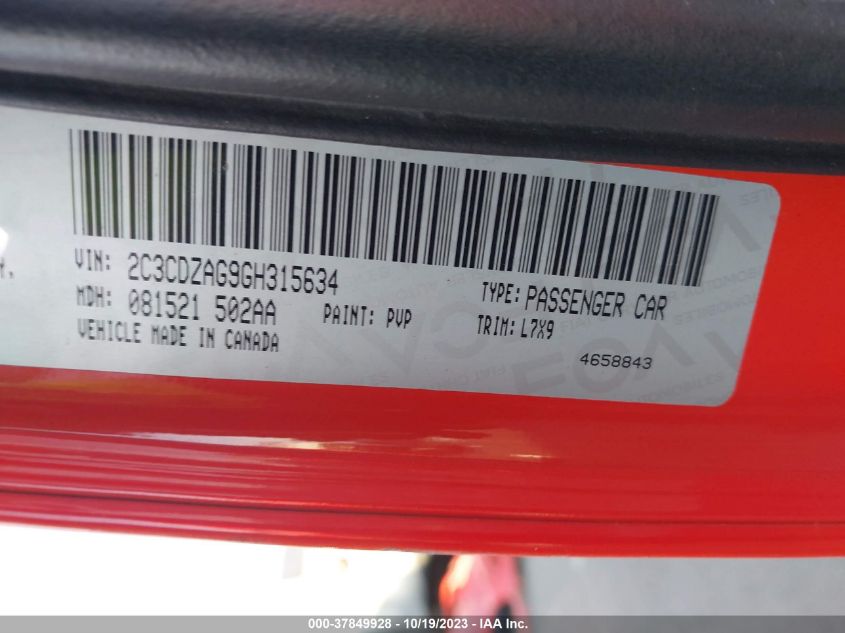 VIN: 2C3CDZAG9GH315634 TYPE: PASSENGER CAR
MDH: 081521 502AA PAINT: PVP TRIM: L7X9
VEHICLE MADE IN CANADA 4658843
000-37849928 - 10/19/2023 - IAA, Inc.